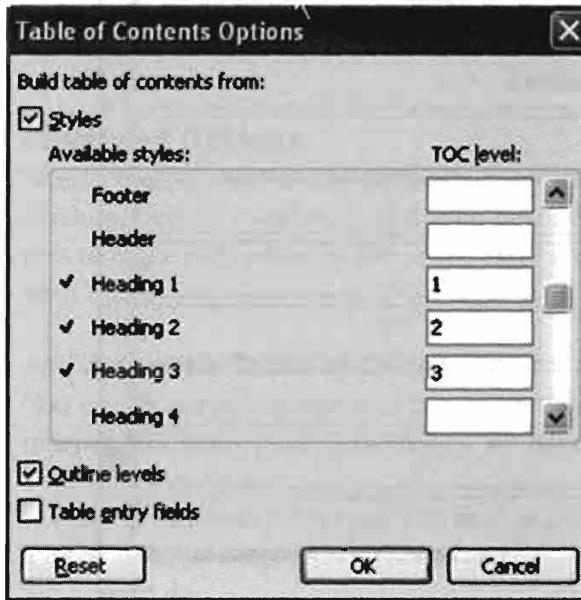 Table of Contents Options
Build table of contents from:
Styles
Available styles: TOC level:
Footer
Header
Heading 1 1
Heading 2 2
Heading 3 3
Heading 4
Outline levels
Table entry fields
Reset OK Cancel